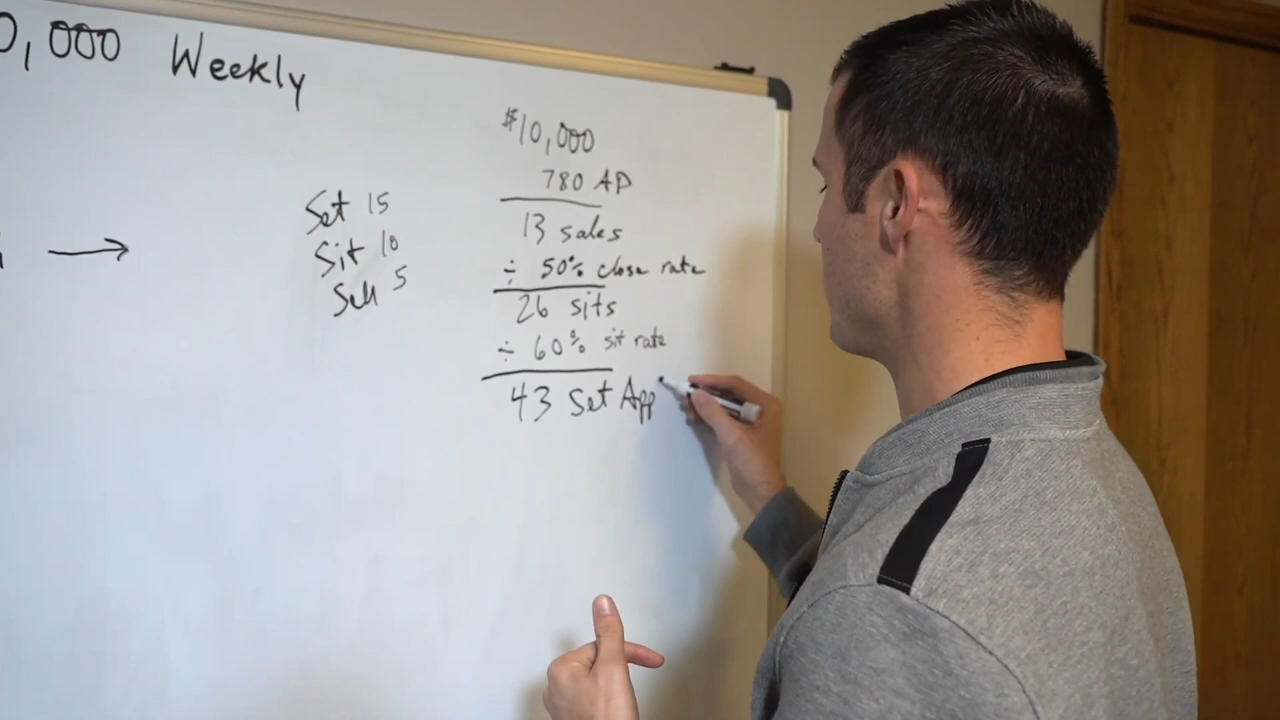 0,000 Weekly
Set 15
Sit 10
Sell 5
$10,000
780 AP
13 sales
÷ 50% close rate
26 sits
÷ 60% sit rate
43 Set App